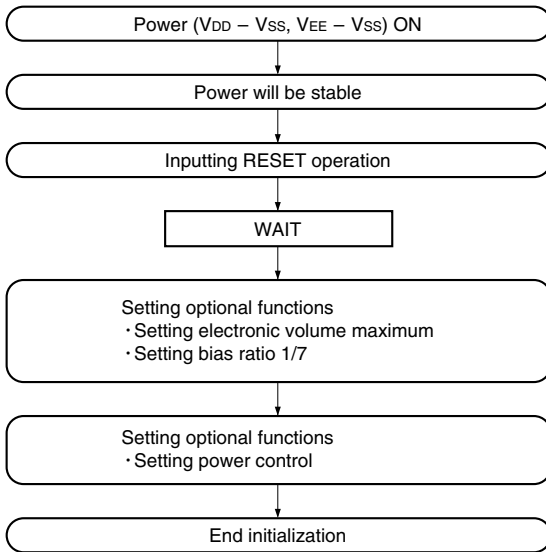 Power (VDD – VSS, VEE – VSS) ON
Power will be stable
Inputting RESET operation
WAIT
Setting optional functions
・Setting electronic volume maximum
・Setting bias ratio 1/7
Setting optional functions
・Setting power control
End initialization